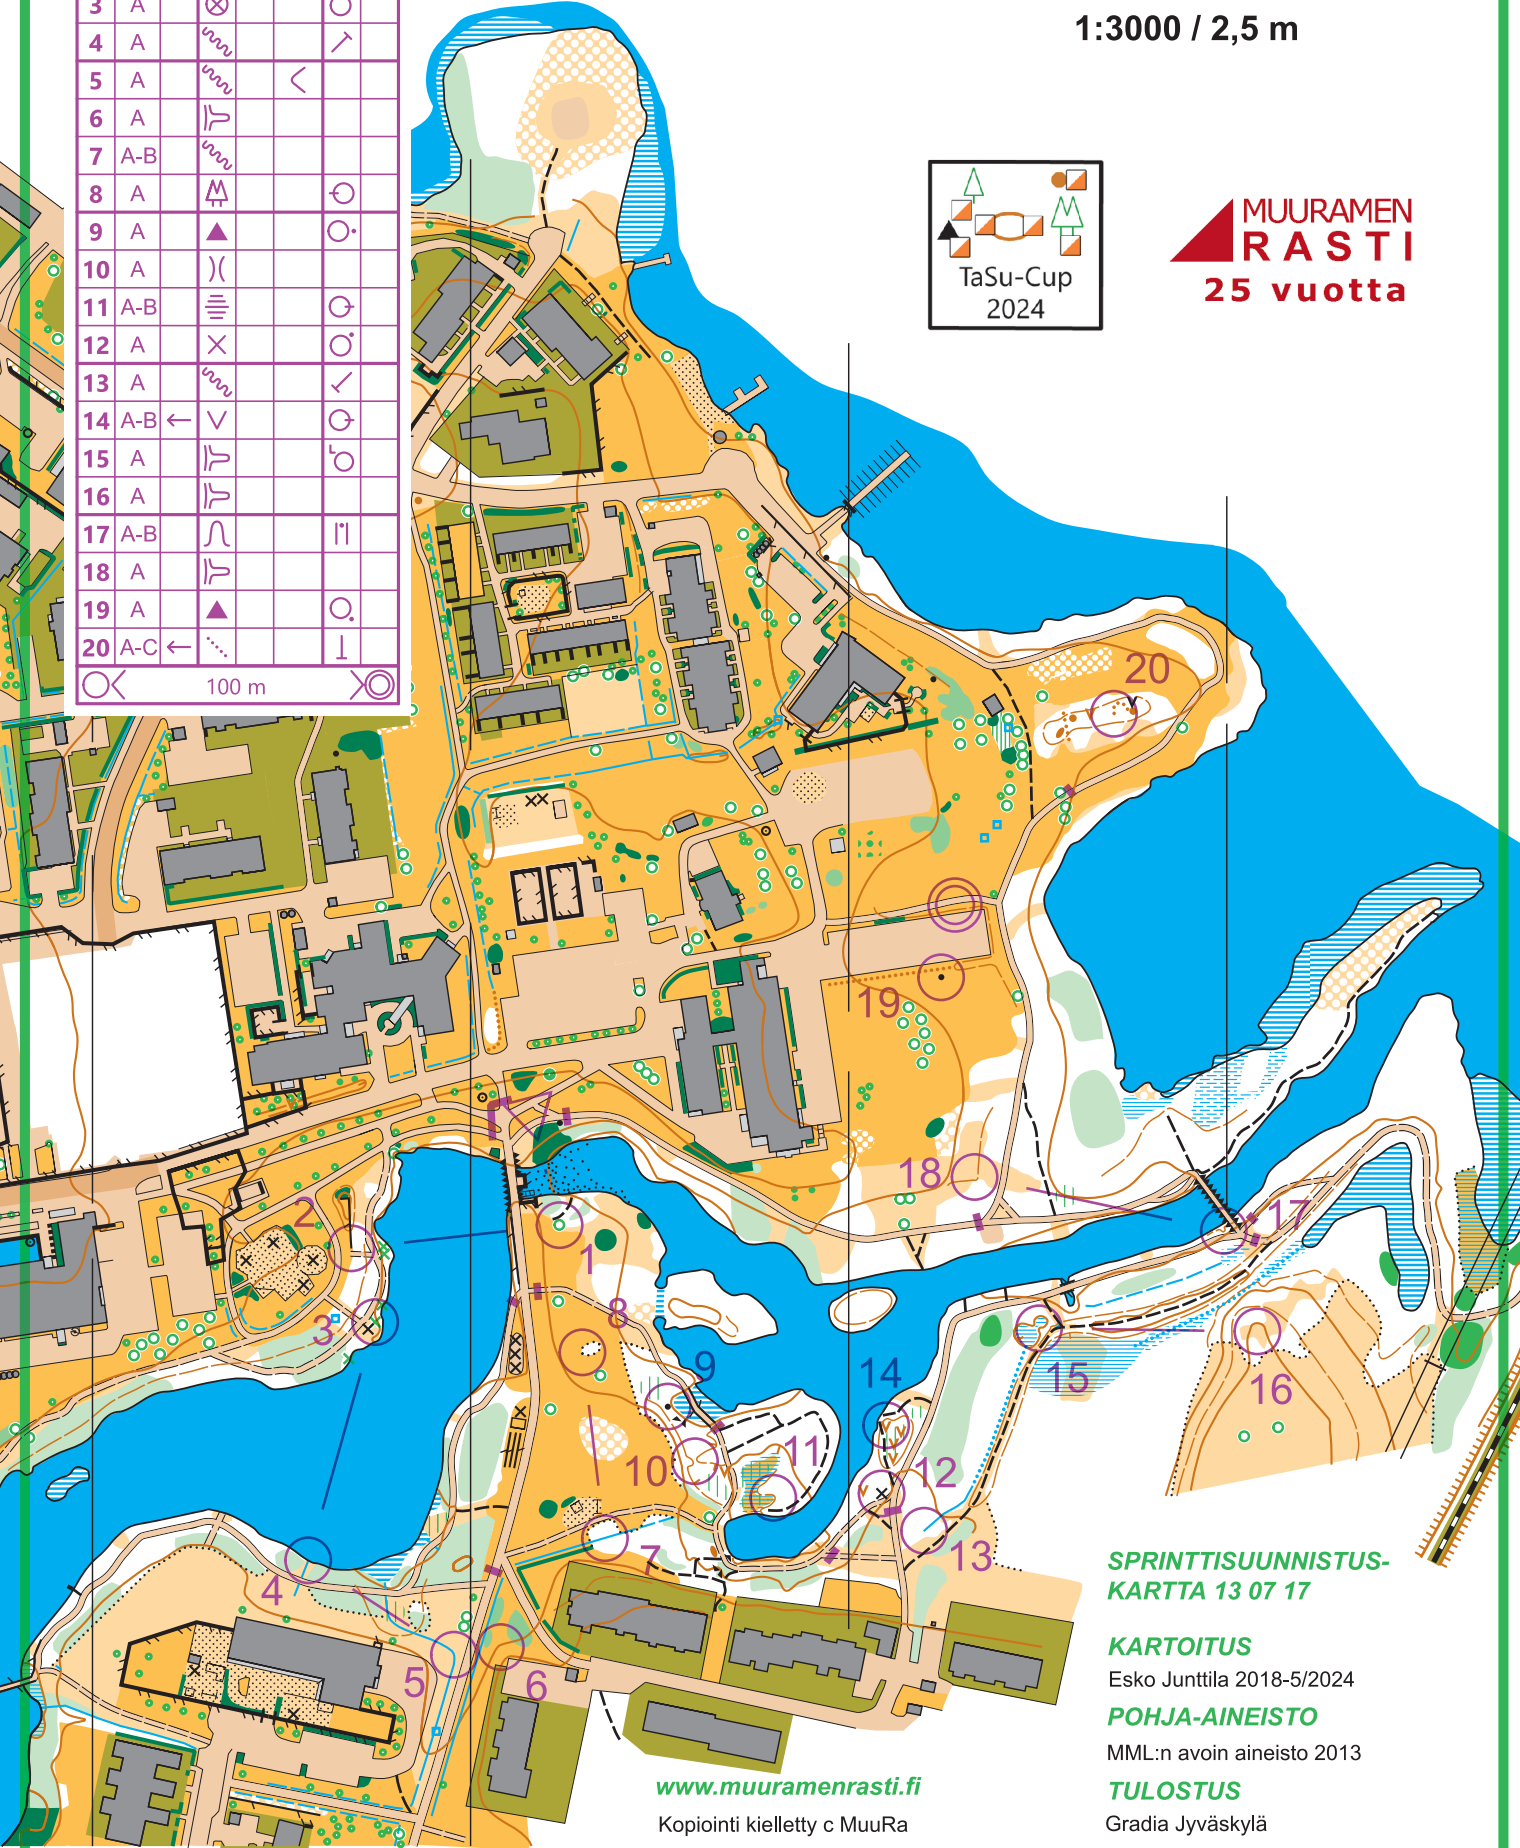 1:3000 / 2,5 m
3 A
4 A
5 A
6 A
7 A-B
8 A
9 A
10 A
11 A-B
12 A
13 A
14 A-B
15 A
16 A
17 A-B
18 A
19 A
20 A-C
100 m
TaSu-Cup
2024
MUURAMEN
RASTI
25 vuotta
20
19
18
17
2
1
3
8
9
14
15
16
11
10
12
13
7
4
5
6
SPRINTTISUUNNISTUS-
KARTTA 13 07 17
KARTOITUS
Esko Junttila 2018-5/2024
POHJA-AINEISTO
MML:n avoin aineisto 2013
TULOSTUS
Gradia Jyväskylä
www.muuramenrasti.fi
Kopiointi kielletty c MuuRa